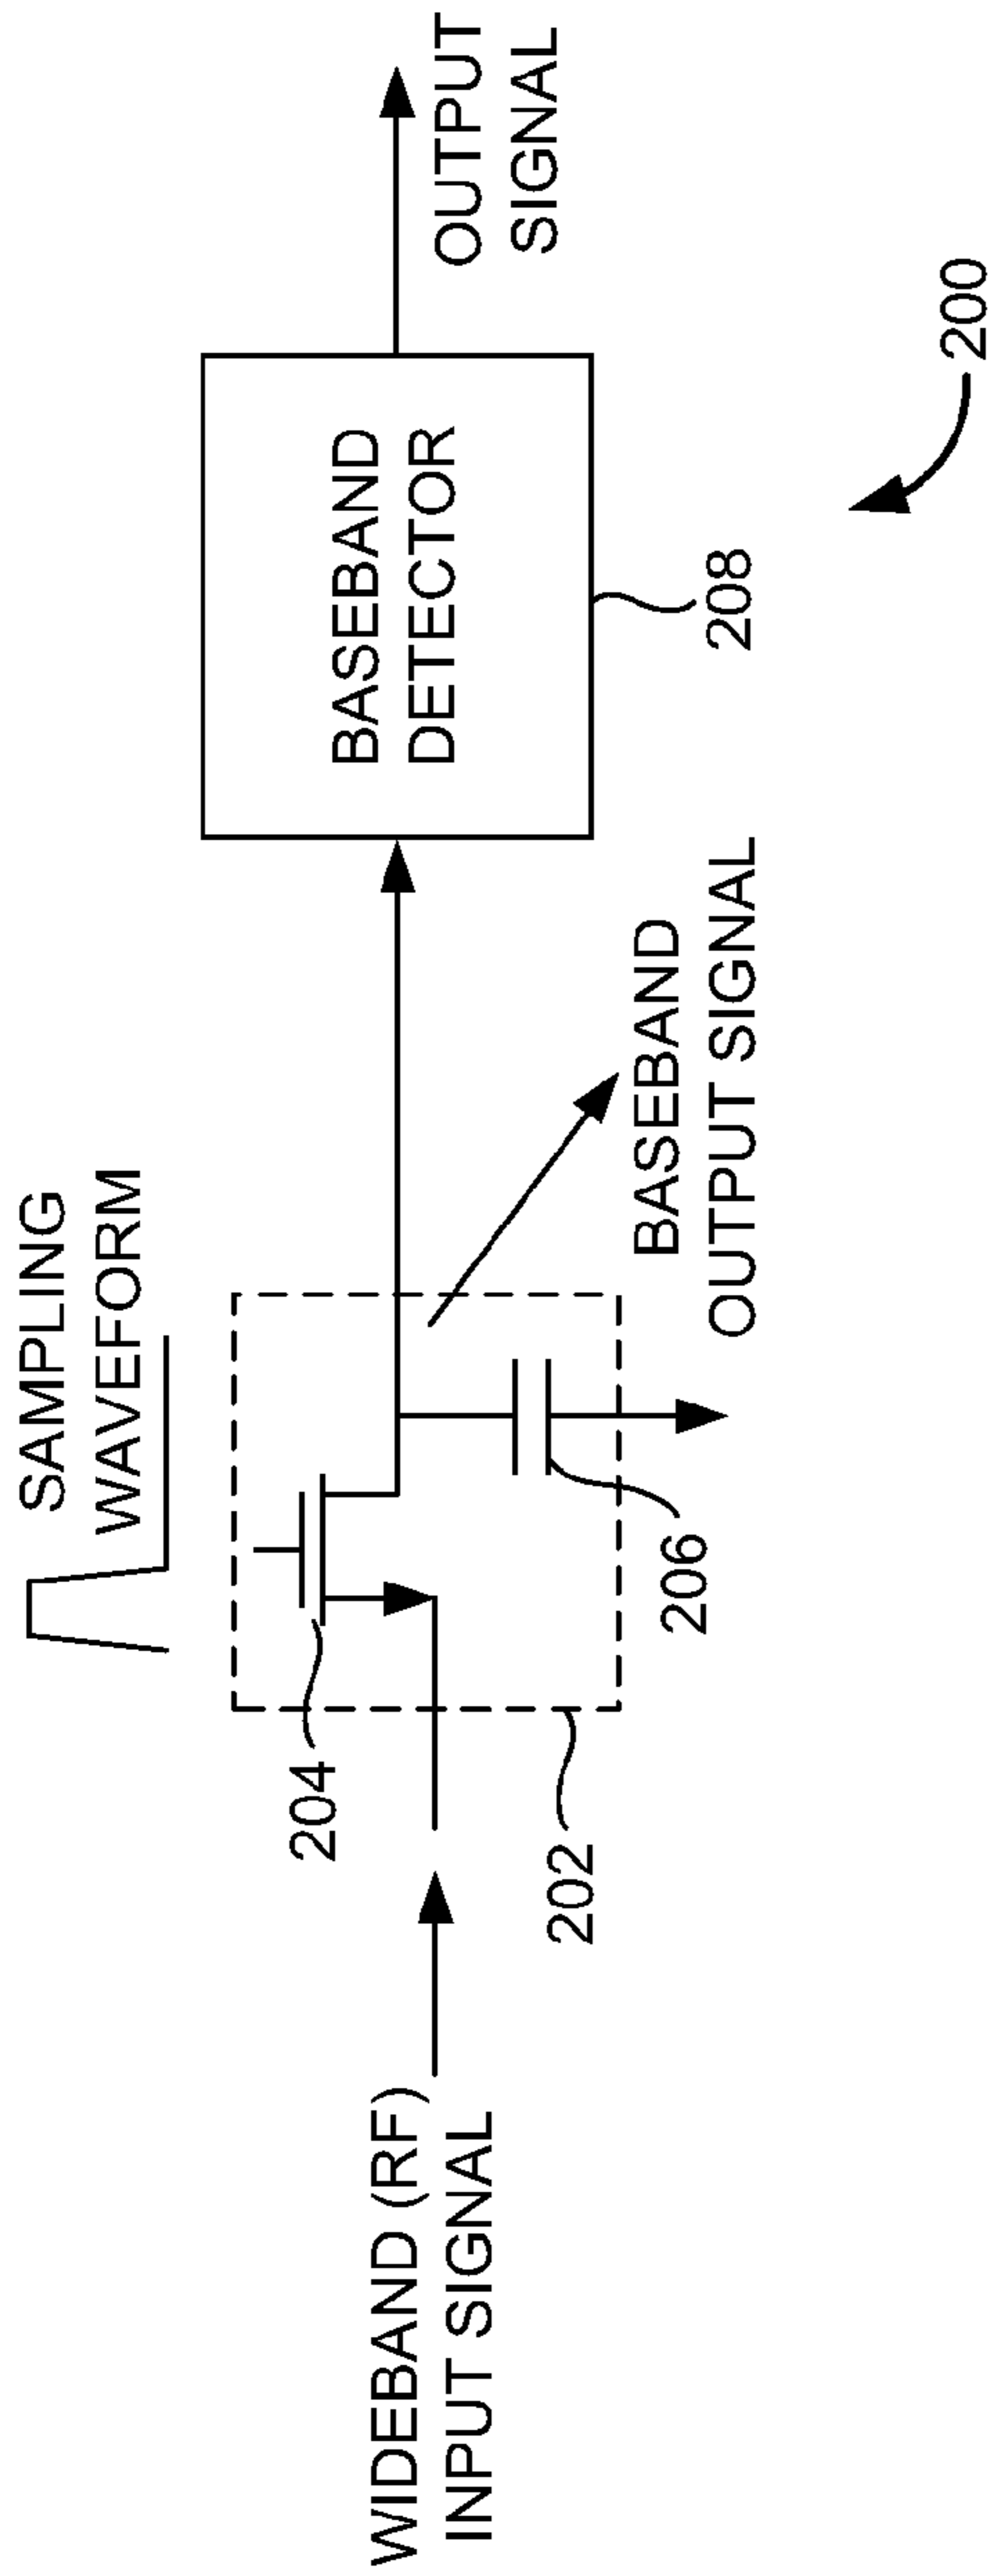 SAMPLING
WAVEFORM
204
WIDEBAND (RF)
INPUT SIGNAL
202
206
BASEBAND
OUTPUT SIGNAL
BASEBAND
DETECTOR
208
OUTPUT
SIGNAL
200